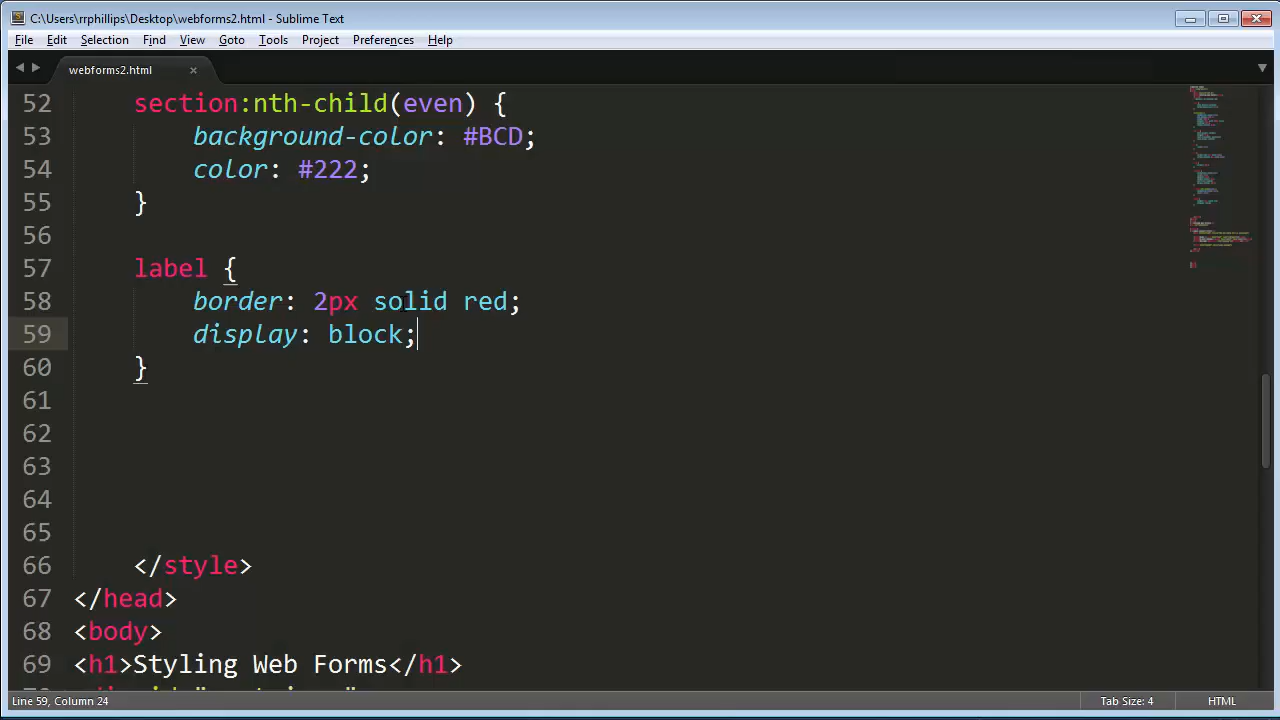 C:\Users\rrphillips\Desktop\webforms2.html - Sublime Text
File Edit Selection Find View Goto Tools Project Preferences Help
webforms2.html ×
52 section:nth-child(even) {
53 background-color: #BCD;
54 color: #222;
55 }
56
57 label {
58 border: 2px solid red;
59 display: block;
60 }
61
62
63
64
65
66 </style>
67 </head>
68 <body>
69 <h1>Styling Web Forms</h1>
Line 59, Column 24 Tab Size: 4 HTML